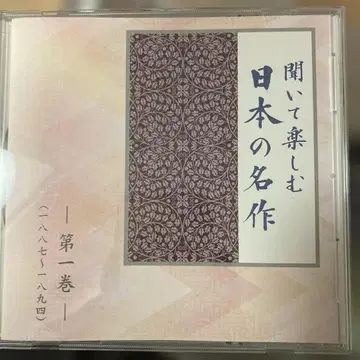 聞いて楽しむ
日本の名作
― 第一巻 ―
(一八八七〜一八九四)